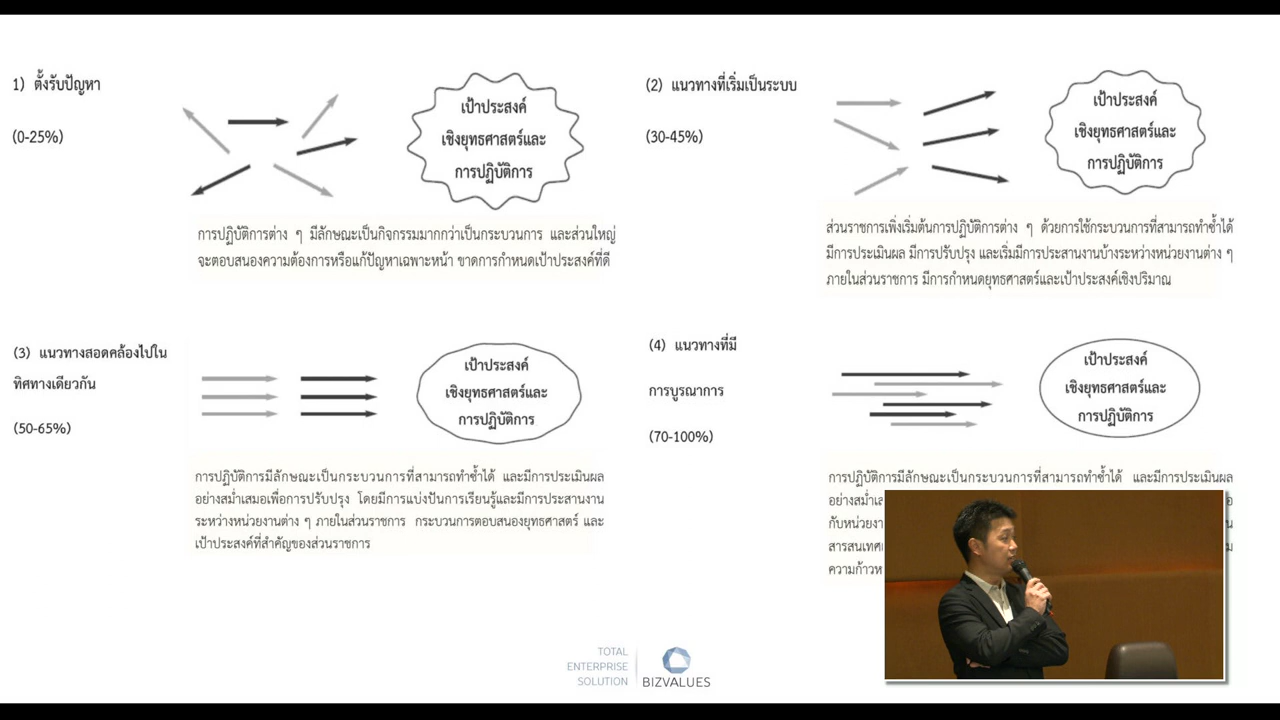 1) ตั้งรับปัญหา
(0-25%)
เป้าประสงค์
เชิงยุทธศาสตร์และ
การปฏิบัติการ
การปฏิบัติการต่าง ๆ มีลักษณะเป็นกิจกรรมมากกว่าเป็นกระบวนการ และส่วนใหญ่
จะตอบสนองความต้องการหรือแก้ปัญหาเฉพาะหน้า ขาดการกำหนดเป้าประสงค์ที่ดี
(2) แนวทางที่เริ่มเป็นระบบ
(30-45%)
เป้าประสงค์
เชิงยุทธศาสตร์และ
การปฏิบัติการ
ส่วนราชการเพิ่งเริ่มต้นการปฏิบัติการต่าง ๆ ด้วยการใช้กระบวนการที่สามารถทำซ้ำได้
มีการประเมินผล มีการปรับปรุง และเริ่มมีการประสานงานบ้างระหว่างหน่วยงานต่าง ๆ
ภายในส่วนราชการ มีการกำหนดยุทธศาสตร์และเป้าประสงค์เชิงปริมาณ
(3) แนวทางสอดคล้องไปใน
ทิศทางเดียวกัน
(50-65%)
เป้าประสงค์
เชิงยุทธศาสตร์และ
การปฏิบัติการ
การปฏิบัติการมีลักษณะเป็นกระบวนการที่สามารถทำซ้ำได้ และมีการประเมินผล
อย่างสม่ำเสมอเพื่อการปรับปรุง โดยมีการแบ่งปันการเรียนรู้และมีการประสานงาน
ระหว่างหน่วยงานต่าง ๆ ภายในส่วนราชการ กระบวนการตอบสนองยุทธศาสตร์ และ
เป้าประสงค์ที่สำคัญของส่วนราชการ
(4) แนวทางที่มี
การบูรณาการ
(70-100%)
เป้าประสงค์
เชิงยุทธศาสตร์และ
การปฏิบัติการ
การปฏิบัติการมีลักษณะเป็นกระบวนการที่สามารถทำซ้ำได้ และมีการประเมินผล
อย่างสม่ำเ
กับหน่วยงา
สารสนเทศ
ความก้าวห
TOTAL
ENTERPRISE
SOLUTION
BIZVALUES